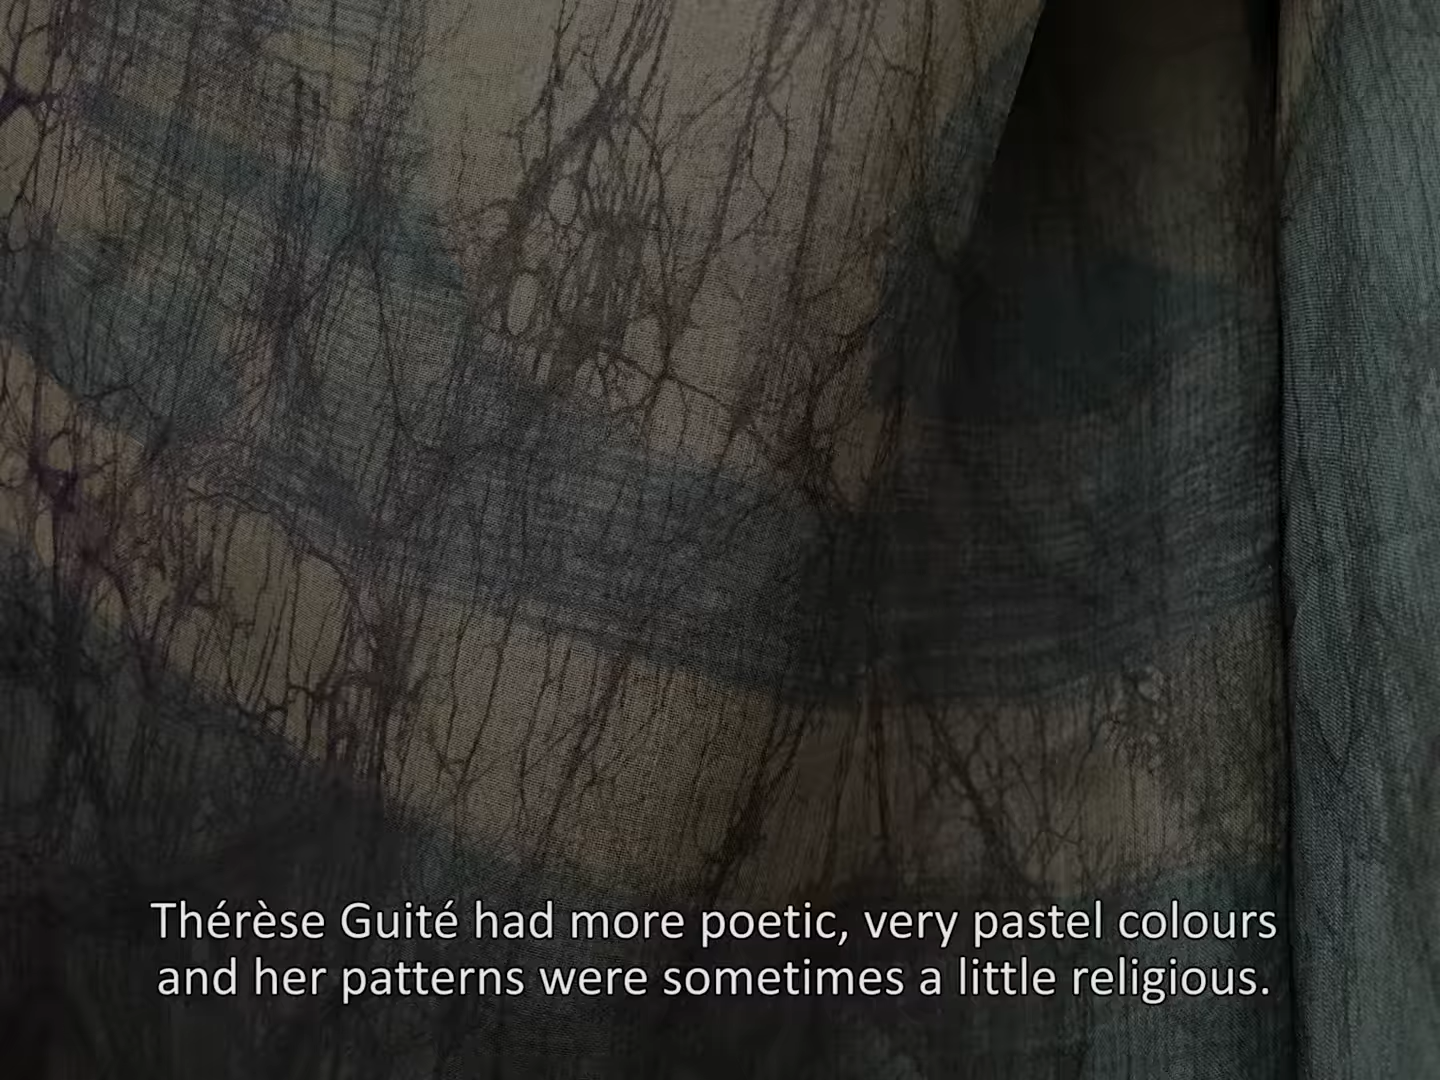 Thérèse Guité had more poetic, very pastel colours
and her patterns were sometimes a little religious.